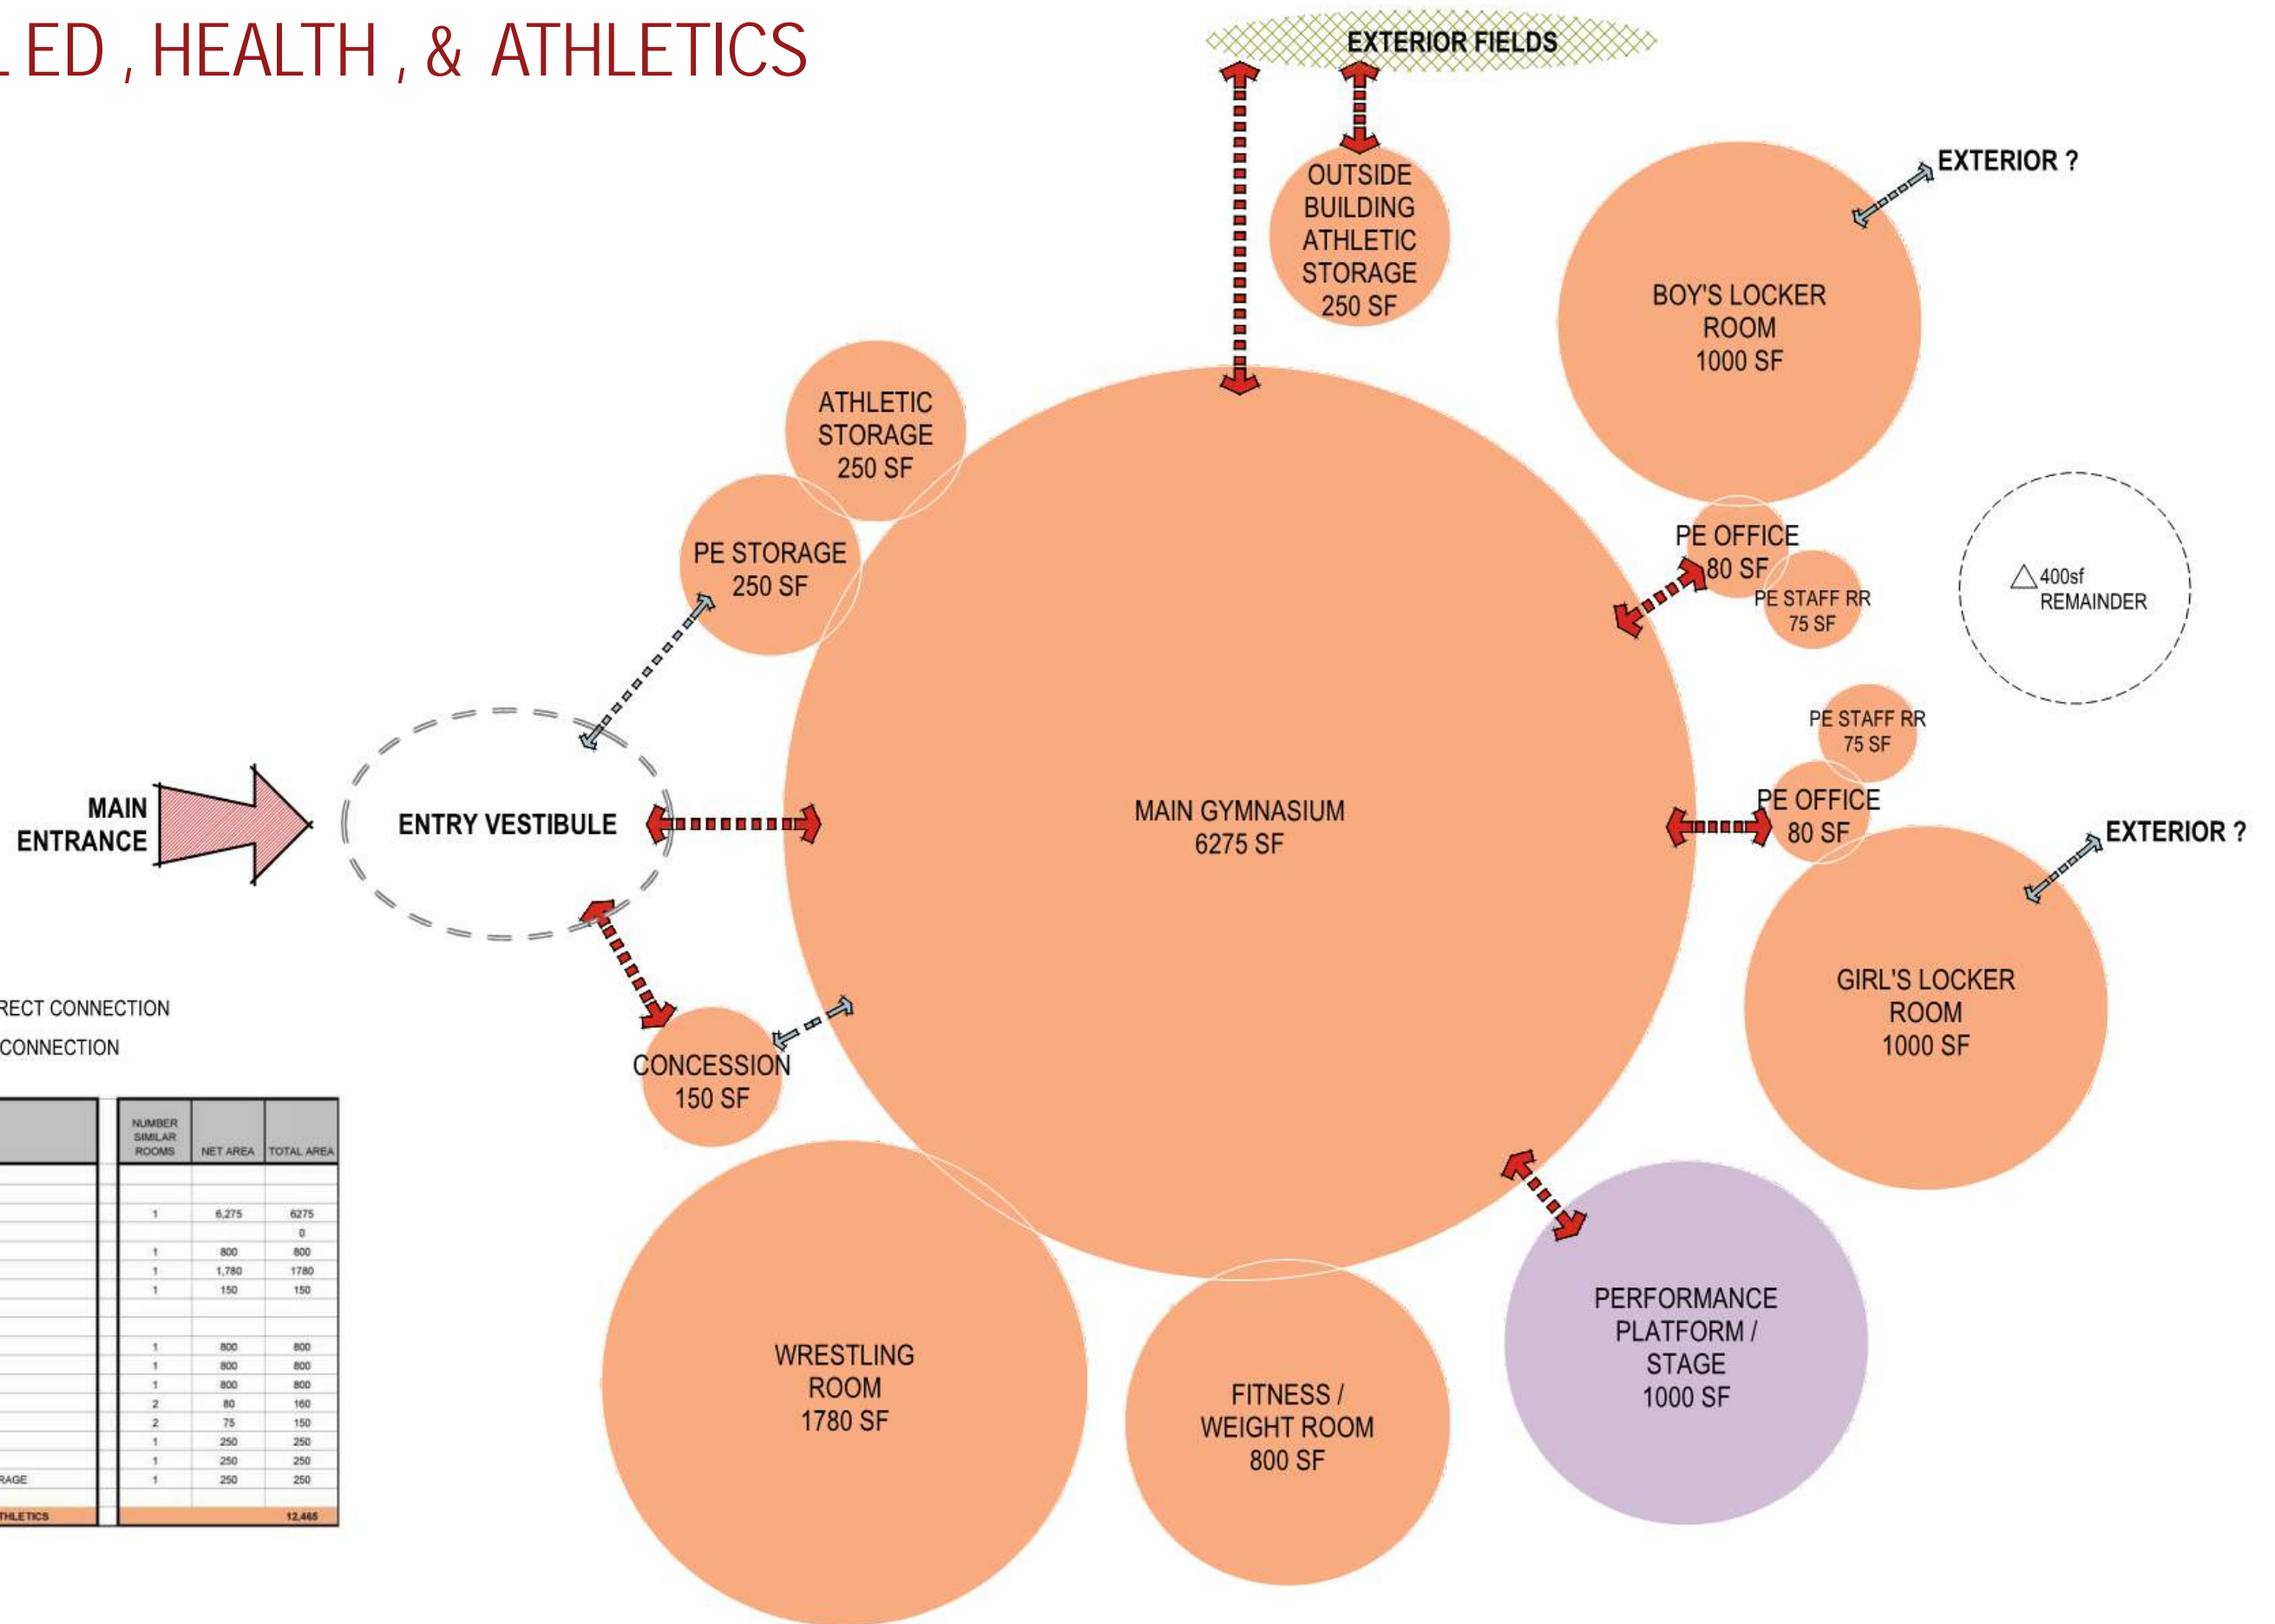 L ED , HEALTH , & ATHLETICS
EXTERIOR FIELDS
OUTSIDE
BUILDING
ATHLETIC
STORAGE
250 SF
BOY'S LOCKER
ROOM
1000 SF
EXTERIOR ?
ATHLETIC
STORAGE
250 SF
PE STORAGE
250 SF
PE OFFICE
80 SF
PE STAFF RR
75 SF
400sf
REMAINDER
PE STAFF RR
75 SF
PE OFFICE
80 SF
EXTERIOR ?
MAIN
ENTRANCE
ENTRY VESTIBULE
MAIN GYMNASIUM
6275 SF
GIRL'S LOCKER
ROOM
1000 SF
CONCESSION
150 SF
RECT CONNECTION
CONNECTION
WRESTLING
ROOM
1780 SF
FITNESS /
WEIGHT ROOM
800 SF
PERFORMANCE
PLATFORM /
STAGE
1000 SF
NUMBER
SIMILAR
ROOMS NET AREA TOTAL AREA
1 6,275 6275
0
1 800 800
1 1,780 1780
1 150 150
1 800 800
1 800 800
1 800 800
2 80 160
2 75 150
1 250 250
1 250 250
RAGE 1 250 250
THLETICS 12,465